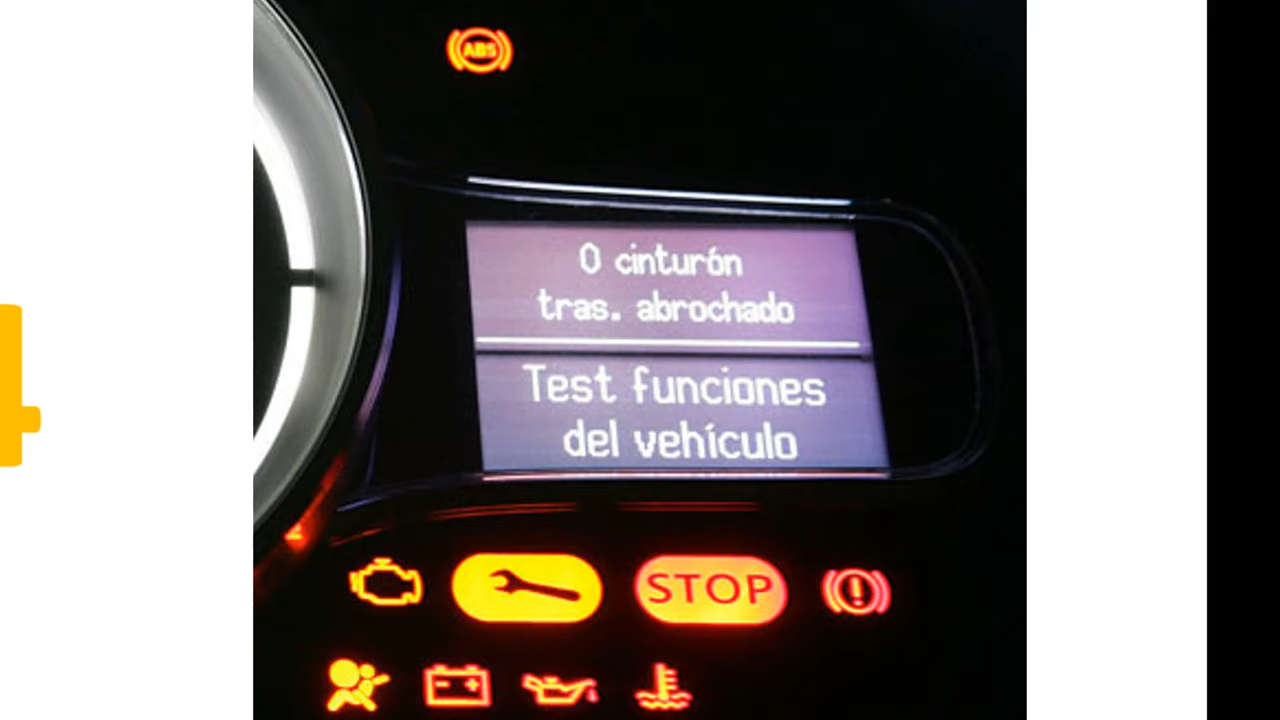 ABS
0 cinturón
tras. abrochado
Test funciones
del vehículo
STOP